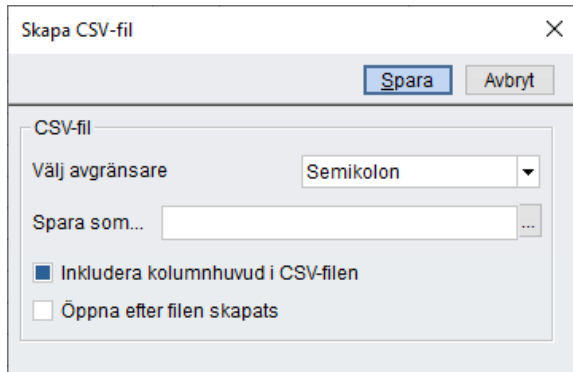 Skapa CSV-fil
Spara Avbryt
CSV-fil
Välj avgränsare Semikolon
Spara som... ...
Inkludera kolumnhuvud i CSV-filen
Öppna efter filen skapats